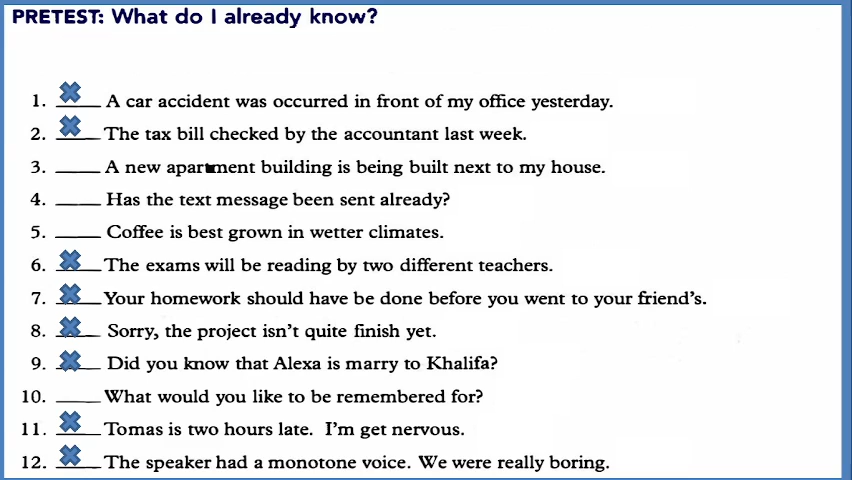 PRETEST: What do I already know?
1. ____ A car accident was occurred in front of my office yesterday.
2. ____ The tax bill checked by the accountant last week.
3. ____ A new apartment building is being built next to my house.
4. ____ Has the text message been sent already?
5. ____ Coffee is best grown in wetter climates.
6. ____ The exams will be reading by two different teachers.
7. ____ Your homework should have be done before you went to your friend's.
8. ____ Sorry, the project isn't quite finish yet.
9. ____ Did you know that Alexa is marry to Khalifa?
10. ____ What would you like to be remembered for?
11. ____ Tomas is two hours late. I'm get nervous.
12. ____ The speaker had a monotone voice. We were really boring.